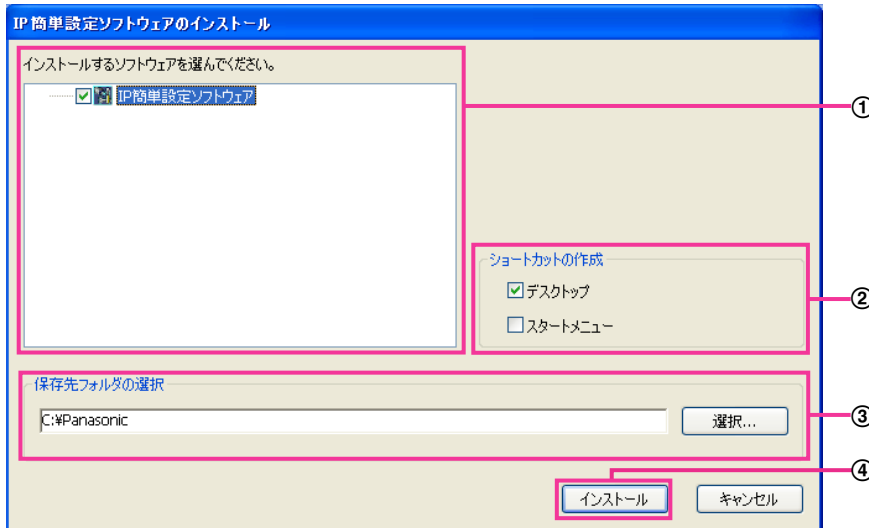 IP簡単設定ソフトウェアのインストール
インストールするソフトウェアを選んでください。
IP簡単設定ソフトウェア
①
ショートカットの作成
デスクトップ
スタートメニュー
②
保存先フォルダの選択
C:¥Panasonic
選択...
③
④
インストール
キャンセル